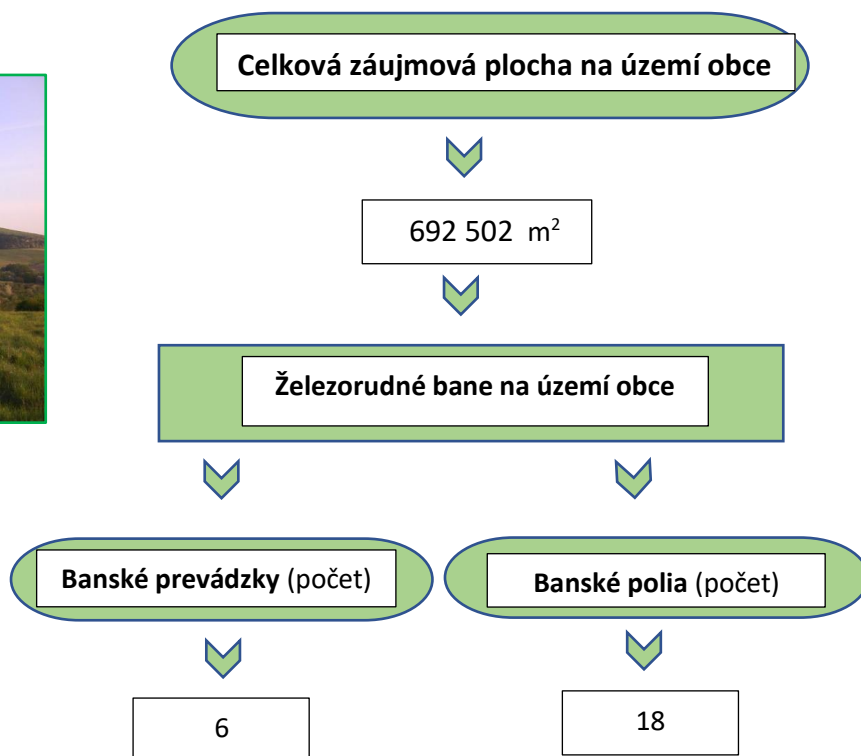 Celková záujmová plocha na území obce
692 502 m²
Železorudné bane na území obce
Banské prevádzky (počet)
Banské polia (počet)
6
18